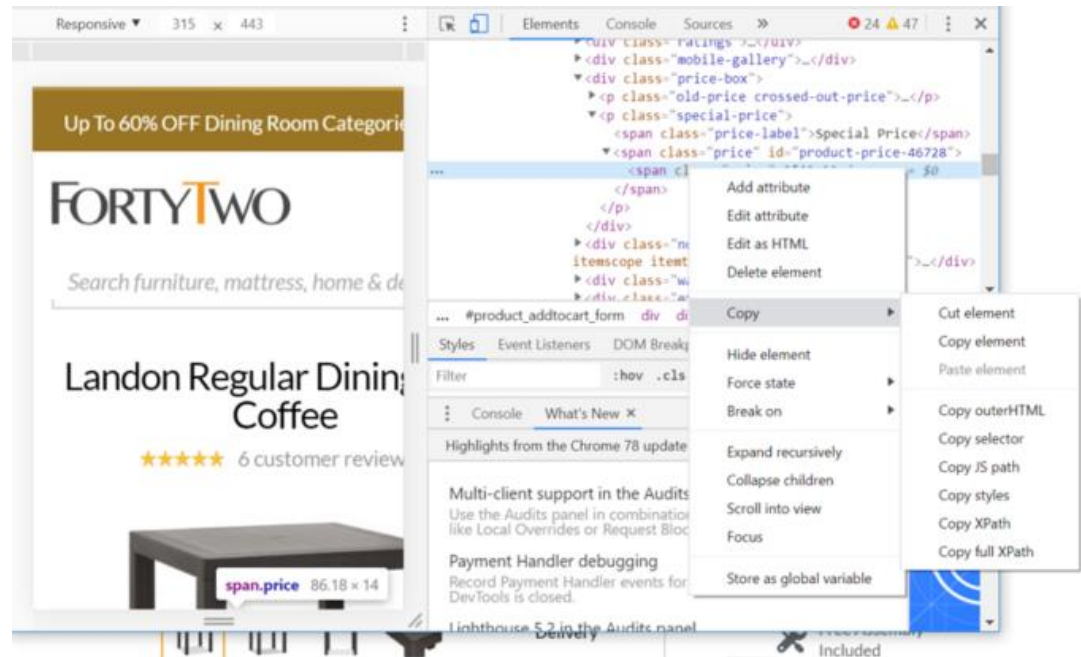 Responsive ▼ 315 x 443
Up To 60% OFF Dining Room Categorie
FORTYTWO
Search furniture, mattress, home & de
Landon Regular Dining
Coffee
★★★★★ 6 customer review
span.price 86.18 × 14
Elements Console Sources » 24 47
<div class="ratings">…</div>
<div class="mobile-gallery">…</div>
<div class="price-box">
<p class="old-price crossed-out-price">…</p>
<p class="special-price">
<span class="price-label">Special Price</span>
<span class="price" id="product-price-46728">
<span cl $0
</span>
</p>
</div>
<div class="n
itemscope itemt ">…</div>
<div class="w
<div class=
... #product_addtocart_form div di
Styles Event Listeners DOM Breakp
Filter :hov .cls
Console What's New ×
Highlights from the Chrome 78 update
Multi-client support in the Audits
Use the Audits panel in combination
like Local Overrides or Request Bloc
Payment Handler debugging
Record Payment Handler events for
DevTools is closed.
Lighthouse 5.2 in the Audits panel
Add attribute
Edit attribute
Edit as HTML
Delete element
Copy
Hide element
Force state
Break on
Expand recursively
Collapse children
Scroll into view
Focus
Store as global variable
Cut element
Copy element
Paste element
Copy outerHTML
Copy selector
Copy JS path
Copy styles
Copy XPath
Copy full XPath
Delivery
Free Assembly
Included